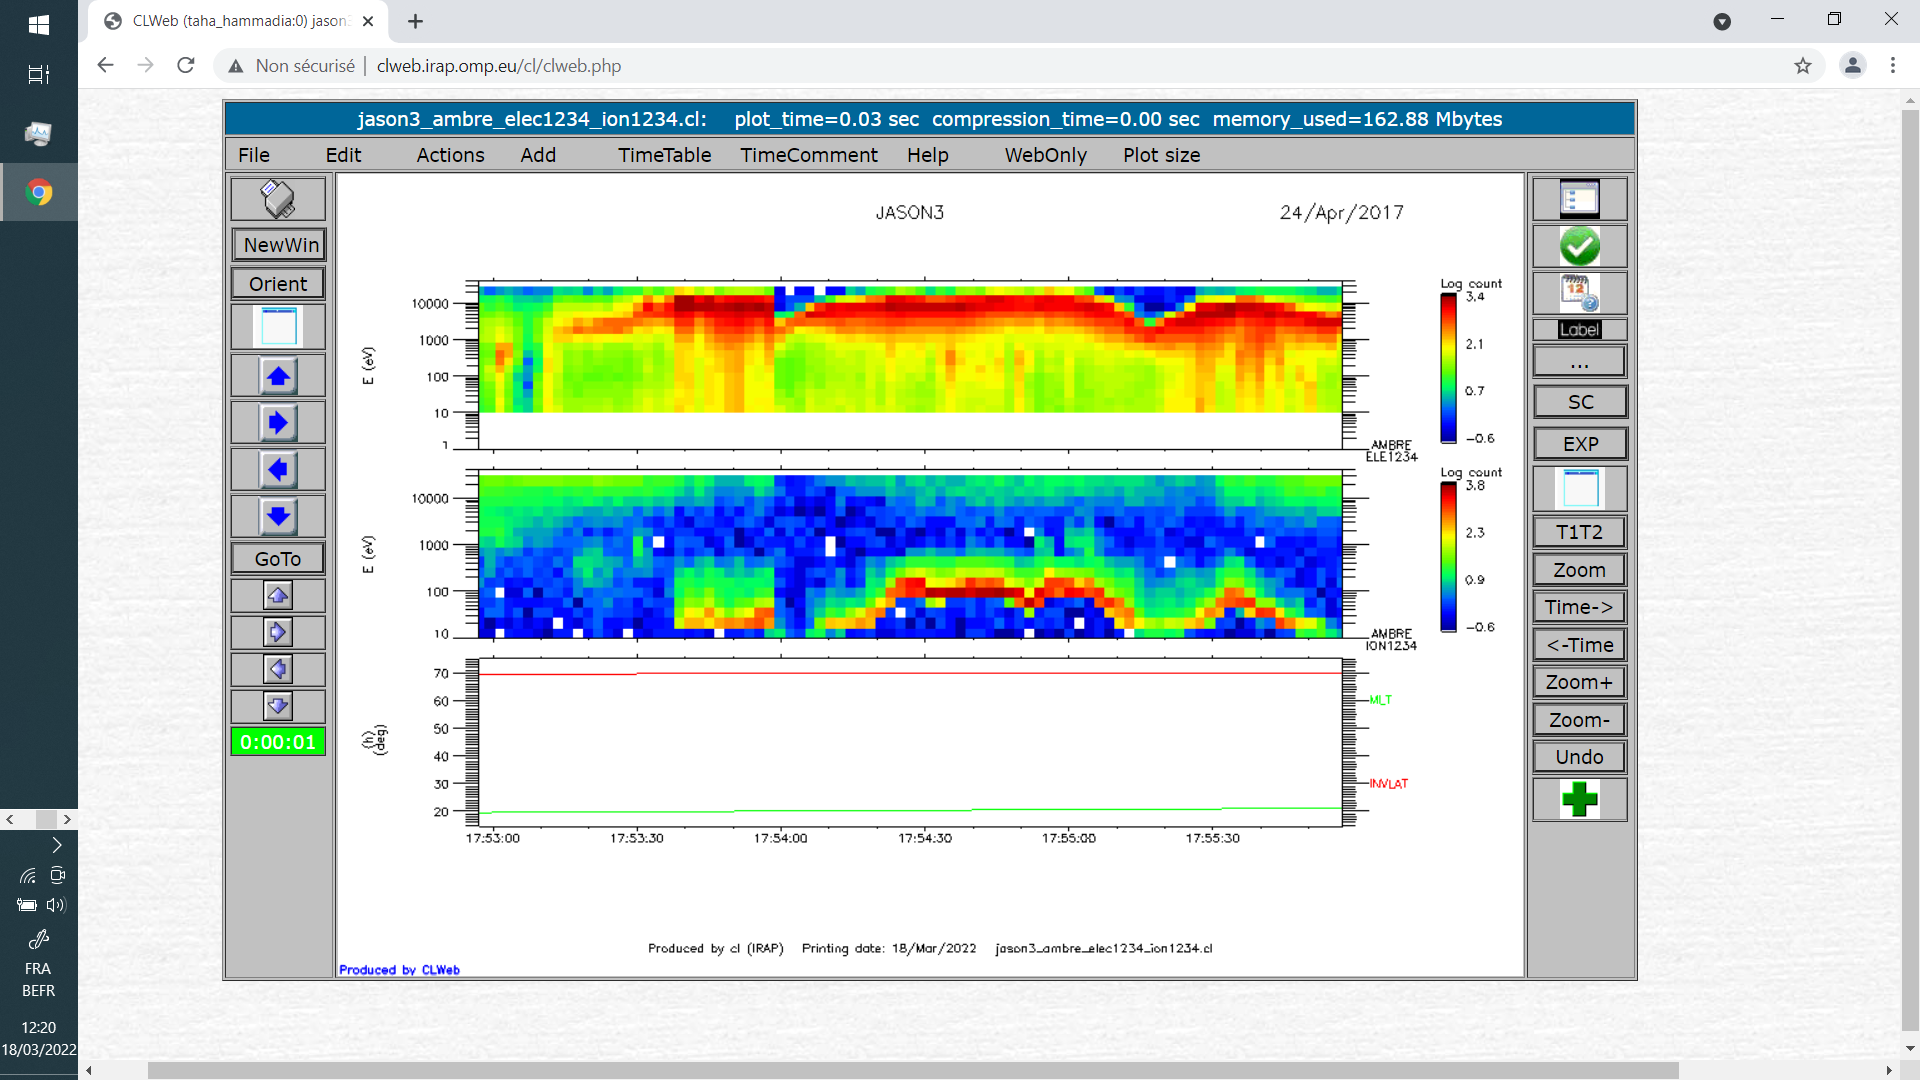 CLWeb (taha_hammadia:0) jason3
Non sécurisé | clweb.irap.omp.eu/cl/clweb.php
jason3_ambre_elec1234_ion1234.cl: plot_time=0.03 sec compression_time=0.00 sec memory_used=162.88 Mbytes
File Edit Actions Add TimeTable TimeComment Help WebOnly Plot size
NewWin
Orient
GoTo
0:00:01
JASON3
24/Apr/2017
E (eV)
10000
1000
100
10
1
AMBRE
ELE1234
Log count
3.4
2.1
0.7
-0.6
E (eV)
10000
1000
100
10
AMBRE
ION1234
Log count
3.8
2.3
0.9
-0.6
(h)
(deg)
70
60
50
40
30
20
MLT
INVLAT
17:53:00 17:53:30 17:54:00 17:54:30 17:55:00 17:55:30
Produced by cl (IRAP) Printing date: 18/Mar/2022 jason3_ambre_elec1234_ion1234.cl
Produced by CLWeb
12
Label
...
SC
EXP
T1T2
Zoom
Time->
<-Time
Zoom+
Zoom-
Undo
FRA
BEFR
12:20
18/03/2022